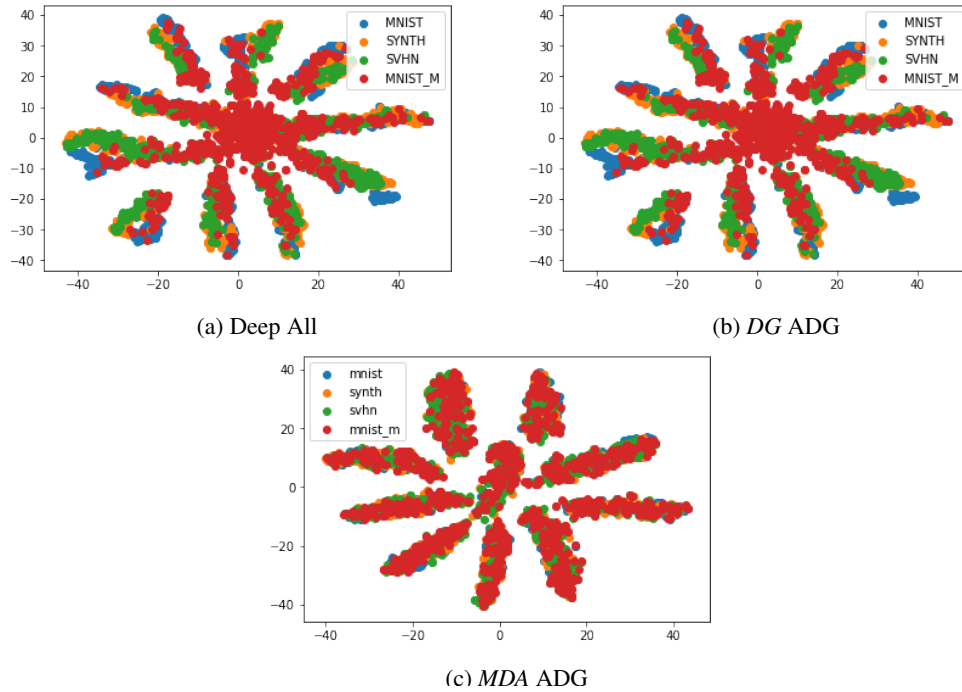 40
30
20
10
0
−10
−20
−30
−40
−40
−20
0
20
40
MNIST
SYNTH
SVHN
MNIST_M
40
30
20
10
0
−10
−20
−30
−40
−40
−20
0
20
40
MNIST
SYNTH
SVHN
MNIST_M
(a) Deep All
(b) DG ADG
40
20
0
−20
−40
−40
−20
0
20
40
mnist
synth
svhn
mnist_m
(c) MDA ADG